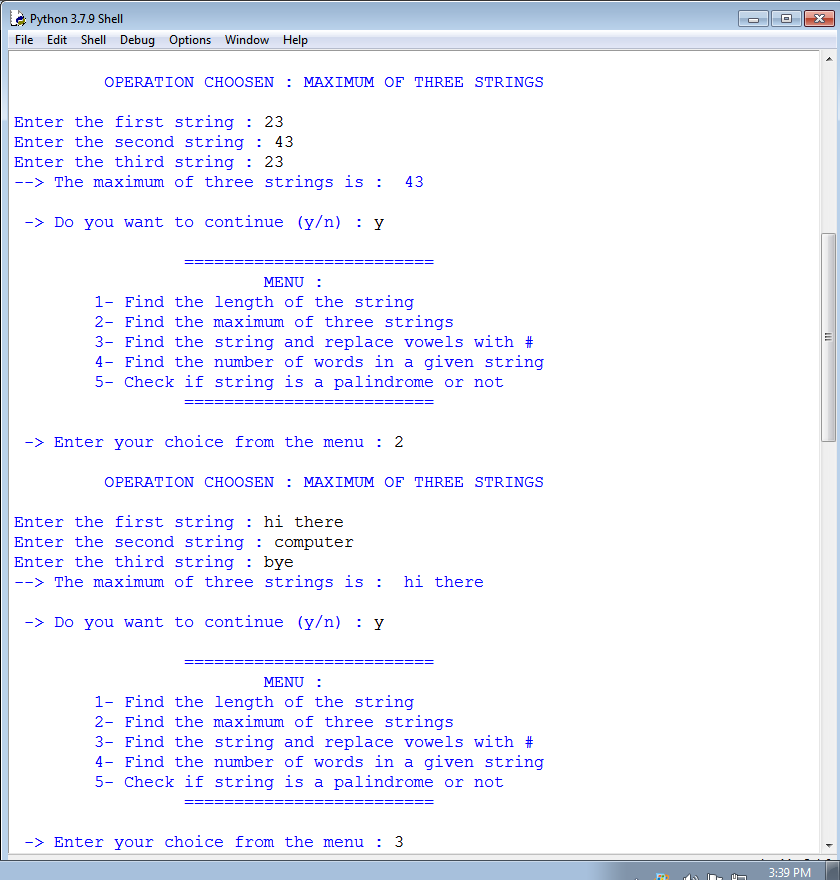 Python 3.7.9 Shell
File Edit Shell Debug Options Window Help
OPERATION CHOOSEN : MAXIMUM OF THREE STRINGS
Enter the first string : 23
Enter the second string : 43
Enter the third string : 23
--> The maximum of three strings is :  43
-> Do you want to continue (y/n) : y
=========================
MENU :
1- Find the length of the string
2- Find the maximum of three strings
3- Find the string and replace vowels with #
4- Find the number of words in a given string
5- Check if string is a palindrome or not
=========================
-> Enter your choice from the menu : 2
OPERATION CHOOSEN : MAXIMUM OF THREE STRINGS
Enter the first string : hi there
Enter the second string : computer
Enter the third string : bye
--> The maximum of three strings is :  hi there
-> Do you want to continue (y/n) : y
=========================
MENU :
1- Find the length of the string
2- Find the maximum of three strings
3- Find the string and replace vowels with #
4- Find the number of words in a given string
5- Check if string is a palindrome or not
=========================
-> Enter your choice from the menu : 3
3:39 PM